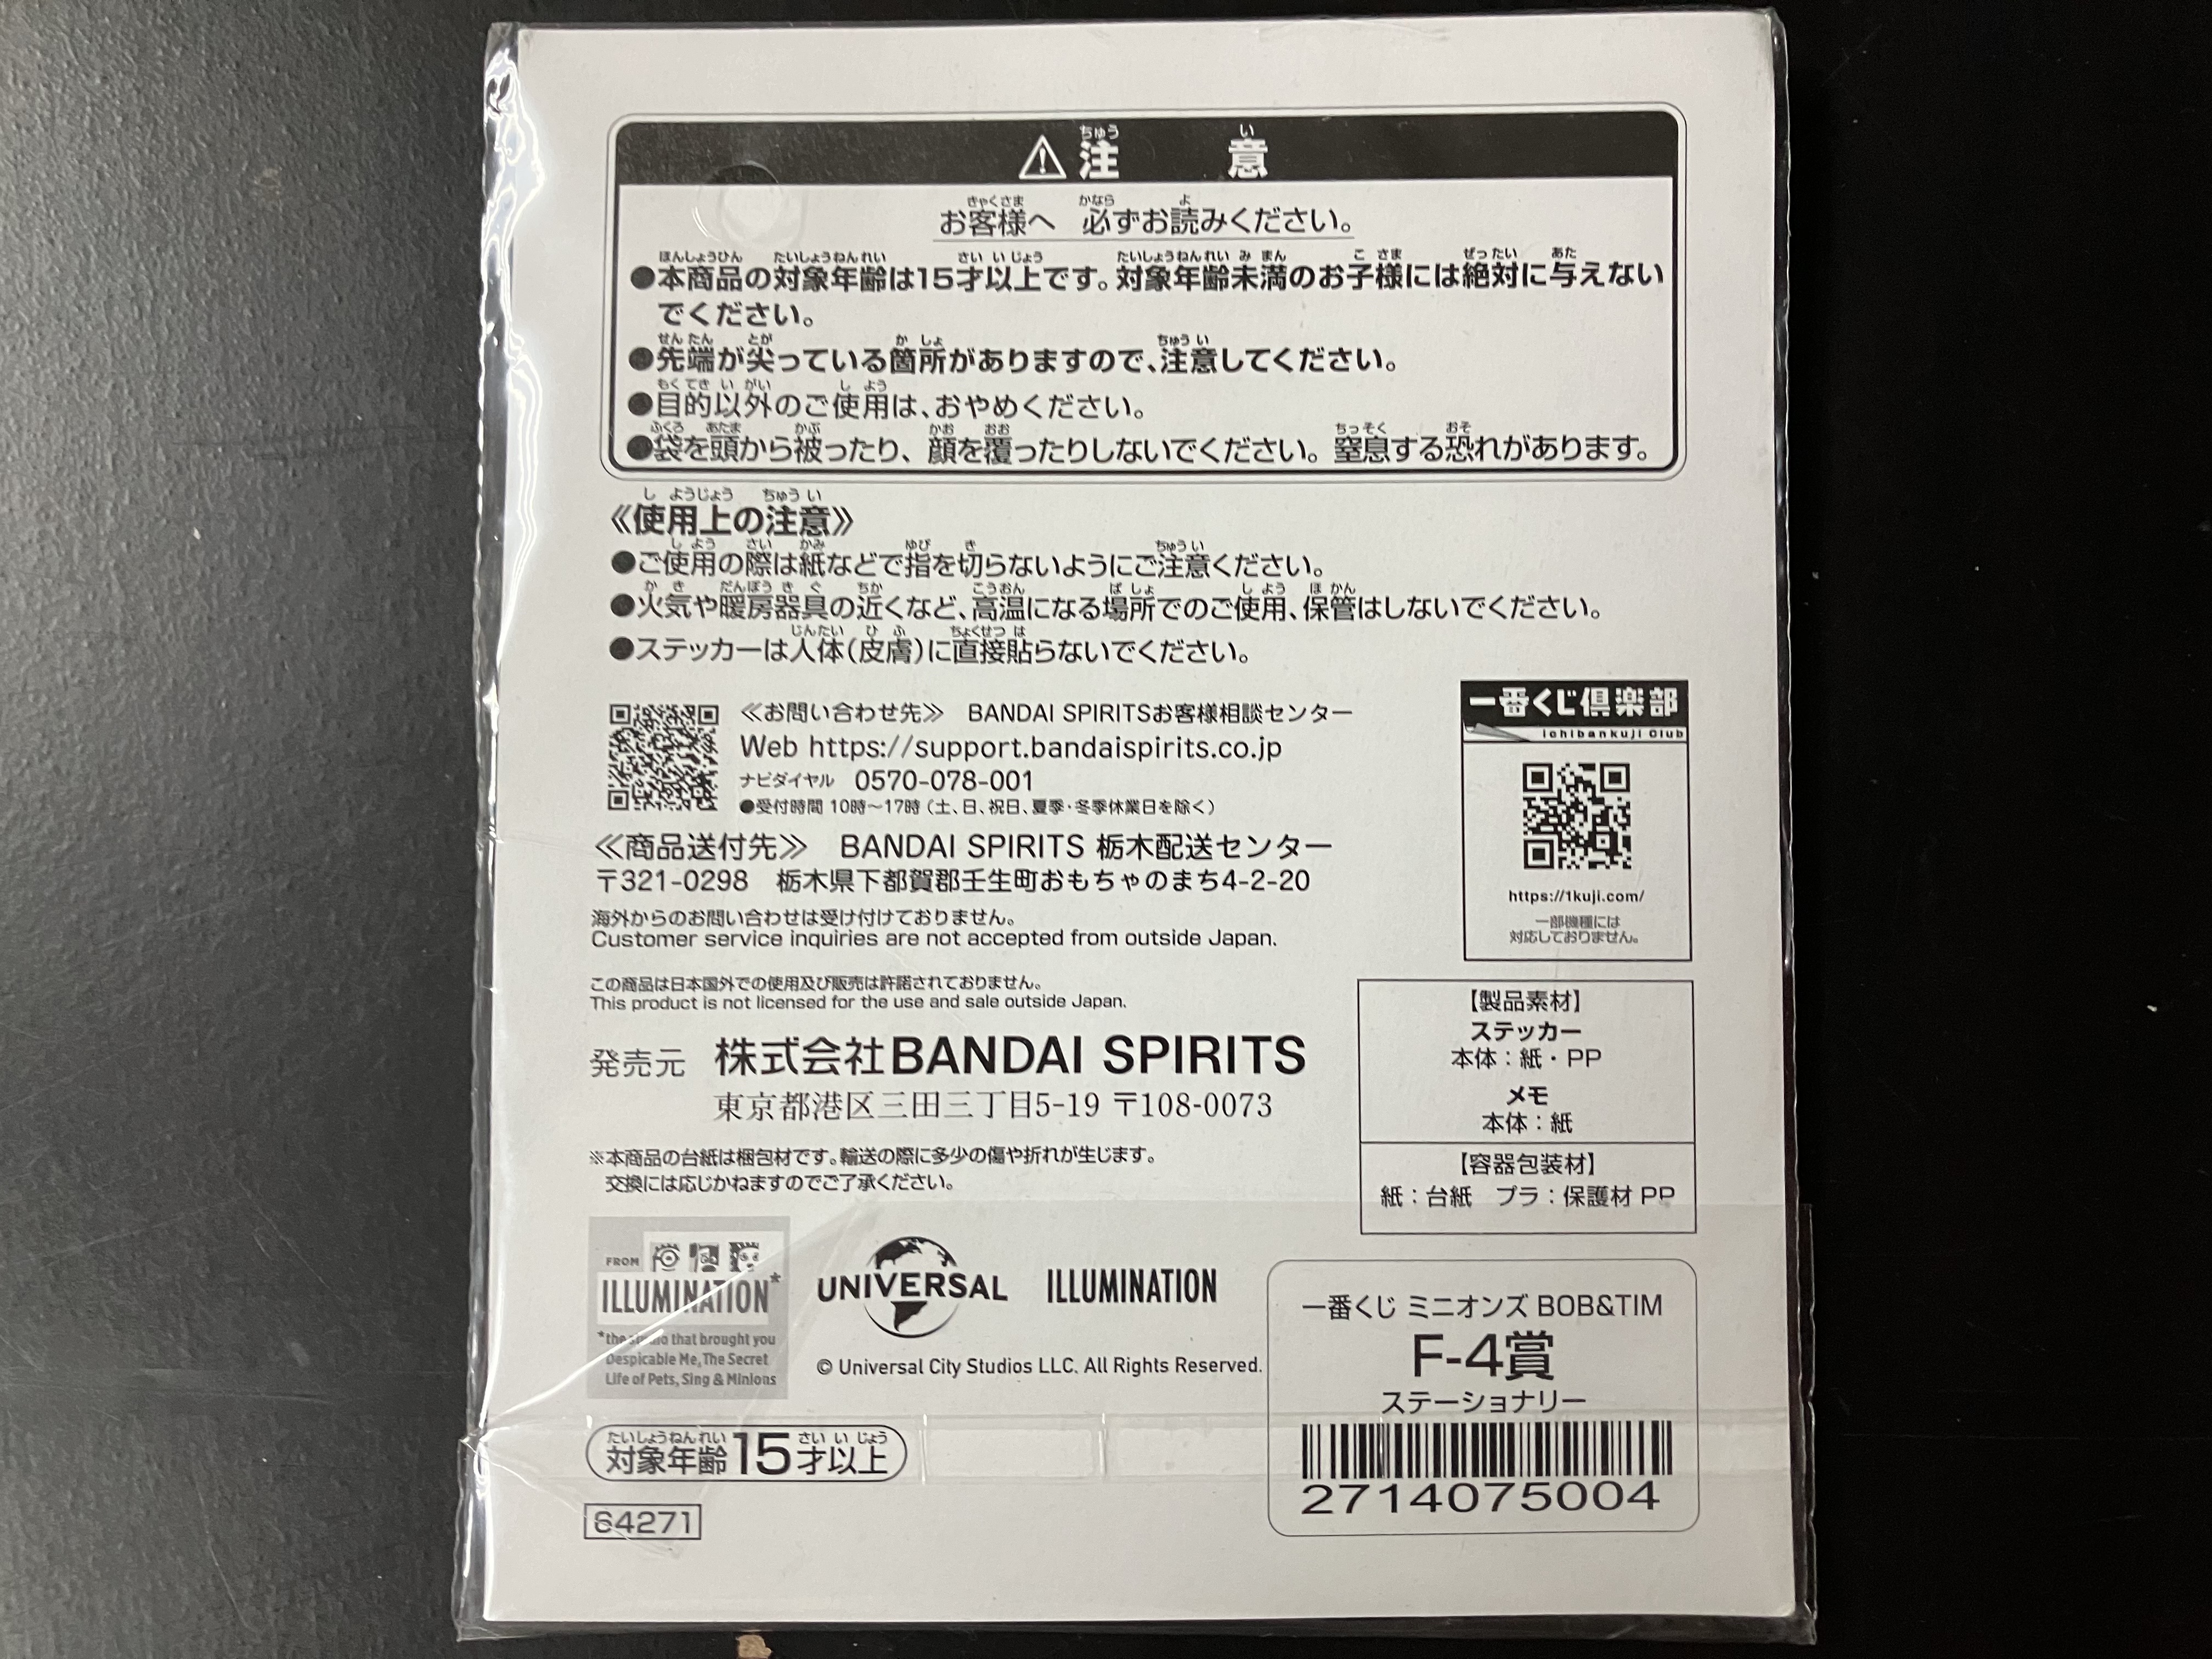 ⚠注意
お客様へ 必ずお読みください。
●本商品の対象年齢は15才以上です。対象年齢未満のお子様には絶対に与えない
でください。
●先端が尖っている箇所がありますので、注意してください。
●目的以外のご使用は、おやめください。
●袋を頭から被ったり、顔を覆ったりしないでください。窒息する恐れがあります。
《使用上の注意》
●ご使用の際は紙などで指を切らないようにご注意ください。
●火気や暖房器具の近くなど、高温になる場所でのご使用、保管はしないでください。
●ステッカーは人体(皮膚)に直接貼らないでください。
≪お問い合わせ先≫ BANDAI SPIRITSお客様相談センター
Web https://support.bandaispirits.co.jp
ナビダイヤル 0570-078-001
●受付時間 10時～17時(土、日、祝日、夏季・冬季休業日を除く)
≪商品送付先≫ BANDAI SPIRITS 栃木配送センター
〒321-0298 栃木県下都賀郡壬生町おもちゃのまち4-2-20
海外からのお問い合わせは受け付けておりません。
Customer service inquiries are not accepted from outside Japan.
一番くじ倶楽部
ichibankuji Club
https://1kuji.com/
一部機種には
対応しておりません。
この商品は日本国外での使用及び販売は許諾されておりません。
This product is not licensed for the use and sale outside Japan.
発売元 株式会社BANDAI SPIRITS
東京都港区三田三丁目5-19 〒108-0073
※本商品の台紙は梱包材です。輸送の際に多少の傷や折れが生じます。
交換には応じかねますのでご了承ください。
【製品素材】
ステッカー
本体：紙・PP
メモ
本体：紙
【容器包装材】
紙：台紙 プラ：保護材 PP
FROM
ILLUMINATION*
*the studio that brought you
Despicable Me, The Secret
Life of Pets, Sing & Minions
UNIVERSAL
ILLUMINATION
© Universal City Studios LLC. All Rights Reserved.
一番くじ ミニオンズ BOB&TIM
F-4賞
ステーショナリー
2714075004
対象年齢15才以上
64271